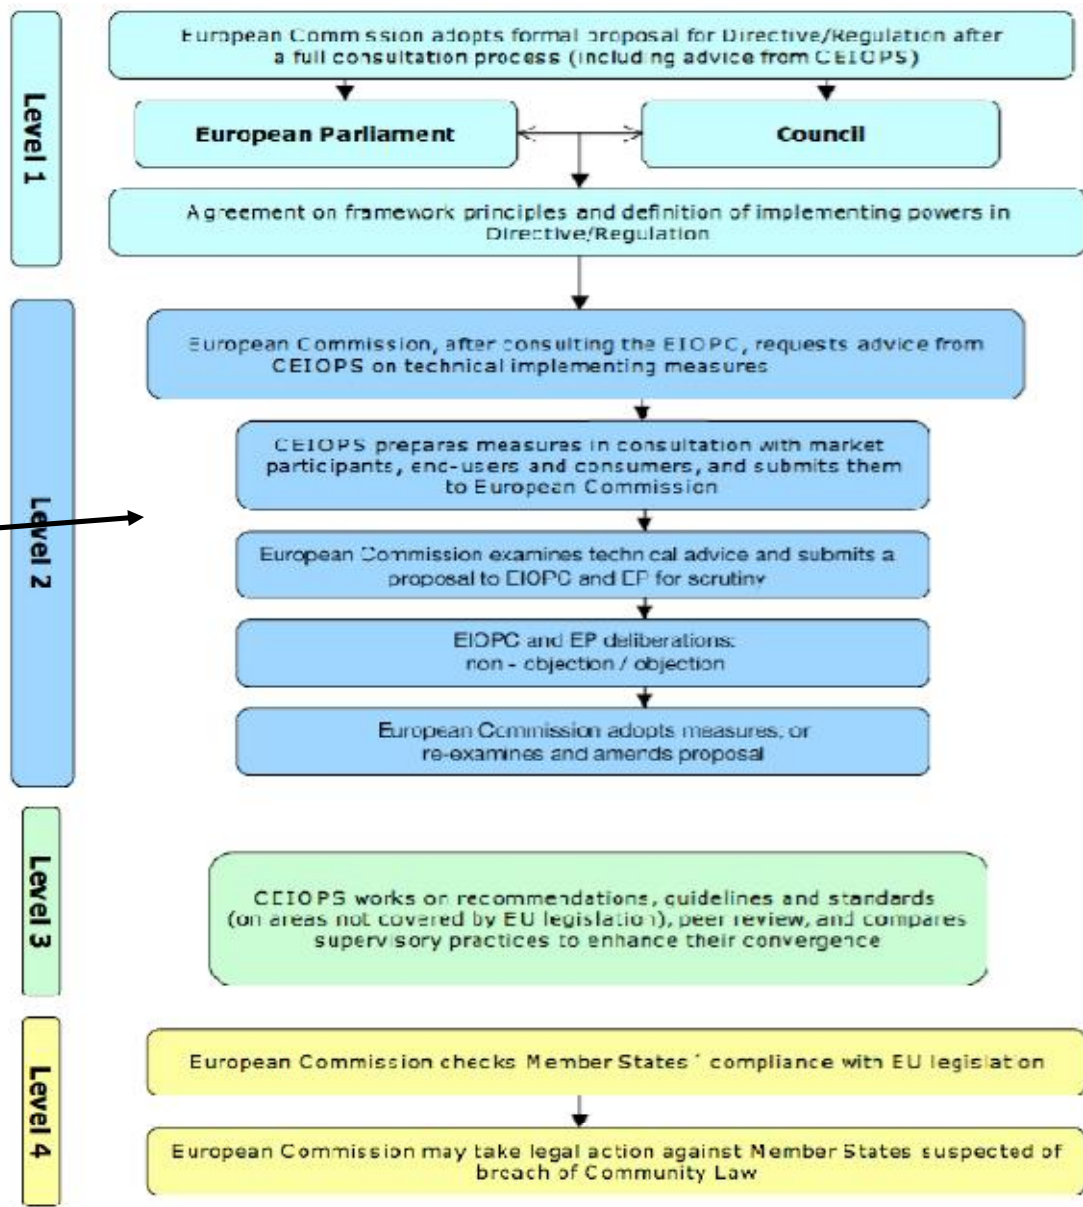 Level 1
European Commission adopts formal proposal for Directive/Regulation after
a full consultation process (including advice from CEIOPS)
European Parliament
Council
Agreement on framework principles and definition of implementing powers in
Directive/Regulation
Level 2
European Commission, after consulting the EIOPC, requests advice from
CEIOPS on technical implementing measures
CEIOPS prepares measures in consultation with market
participants, end-users and consumers, and submits them
to European Commission
European Commission examines technical advice and submits a
proposal to EIOPC and EP for scrutiny
EIOPC and EP deliberations:
non - objection / objection
European Commission adopts measures, or
re-examines and amends proposal
Level 3
CEIOPS works on recommendations, guidelines and standards
(on areas not covered by EU legislation), peer review, and compares
supervisory practices to enhance their convergence
Level 4
European Commission checks Member States´ compliance with EU legislation
European Commission may take legal action against Member States suspected of
breach of Community Law